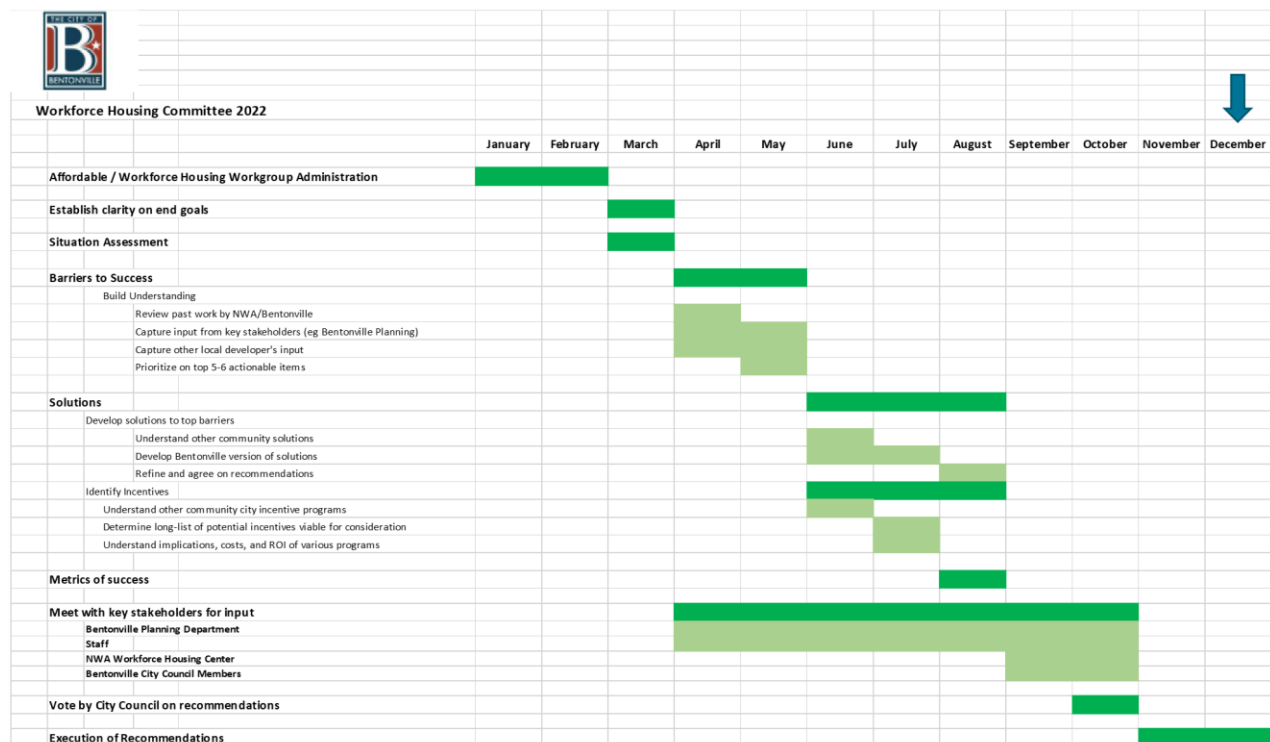 THE CITY OF
B
BENTONVILLE
Workforce Housing Committee 2022
January February March April May June July August September October November December
Affordable / Workforce Housing Workgroup Administration
Establish clarity on end goals
Situation Assessment
Barriers to Success
Build Understanding
Review past work by NWA/Bentonville
Capture input from key stakeholders (eg Bentonville Planning)
Capture other local developer's input
Prioritize on top 5-6 actionable items
Solutions
Develop solutions to top barriers
Understand other community solutions
Develop Bentonville version of solutions
Refine and agree on recommendations
Identify Incentives
Understand other community city incentive programs
Determine long-list of potential incentives viable for consideration
Understand implications, costs, and ROI of various programs
Metrics of success
Meet with key stakeholders for input
Bentonville Planning Department
Staff
NWA Workforce Housing Center
Bentonville City Council Members
Vote by City Council on recommendations
Execution of Recommendations